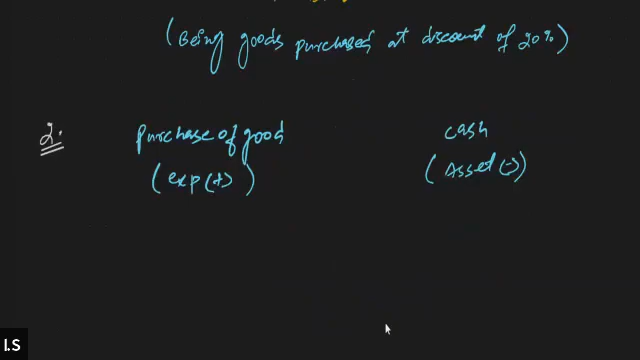 (Being goods purchased at discount of 20%)
2. Purchase of good cash
(exp(+)) (Asset(-))
I.S